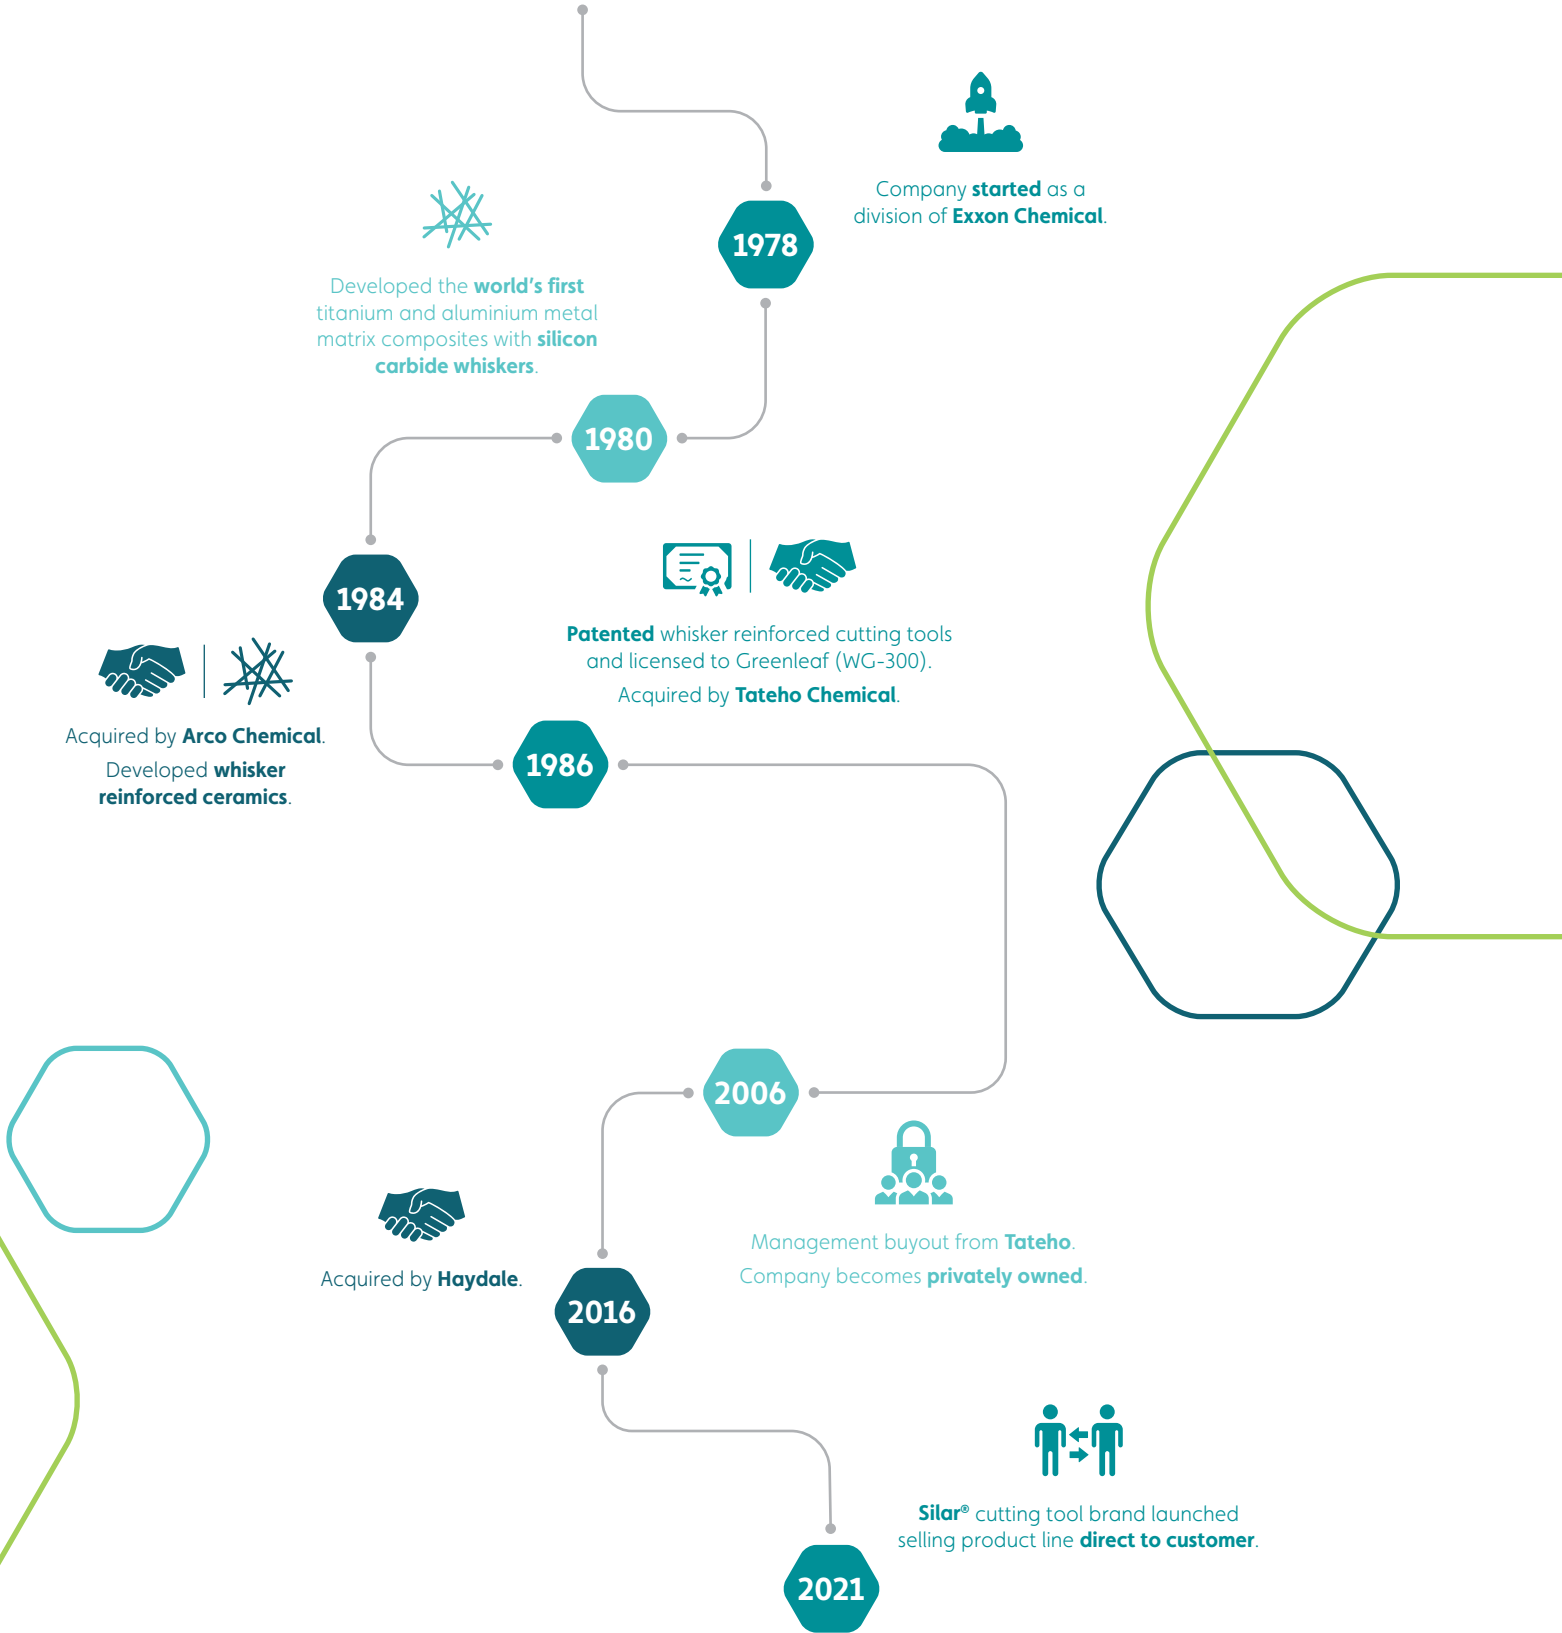 Company started as a
division of Exxon Chemical.
1978
Developed the world's first
titanium and aluminium metal
matrix composites with silicon
carbide whiskers.
1980
1984
Acquired by Arco Chemical.
Developed whisker
reinforced ceramics.
Patented whisker reinforced cutting tools
and licensed to Greenleaf (WG-300).
Acquired by Tateho Chemical.
1986
2006
Management buyout from Tateho.
Company becomes privately owned.
Acquired by Haydale.
2016
Silar® cutting tool brand launched
selling product line direct to customer.
2021